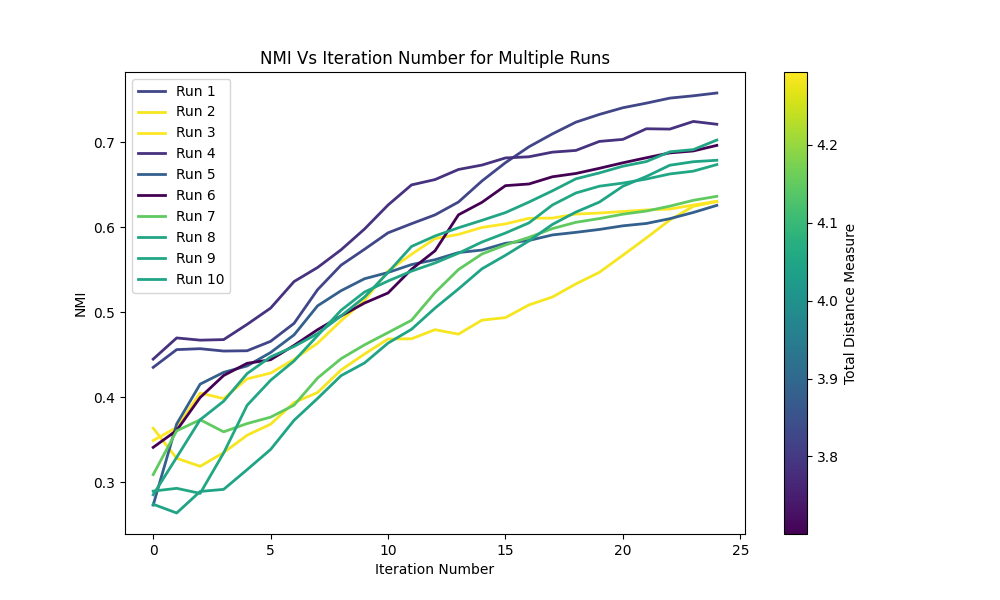 NMI Vs Iteration Number for Multiple Runs
Run 1
Run 2
Run 3
Run 4
Run 5
Run 6
Run 7
Run 8
Run 9
Run 10
NMI
0.7
0.6
0.5
0.4
0.3
0
5
10
15
20
25
Iteration Number
4.2
4.1
4.0
3.9
3.8
Total Distance Measure